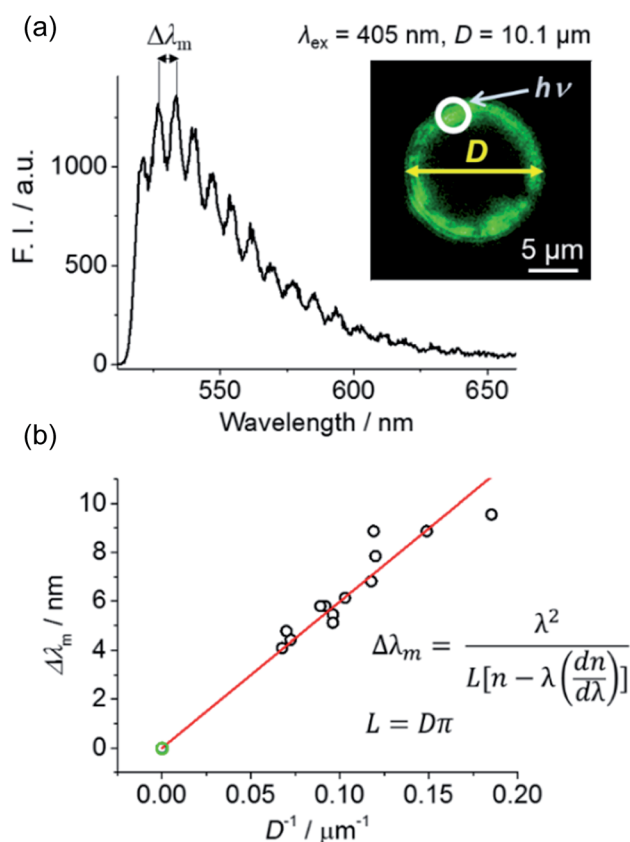 (a)
Δλm
λex = 405 nm, D = 10.1 µm
hν
D
5 µm
F. I. / a.u.
1000
500
0
550
600
650
Wavelength / nm
(b)
Δλm / nm
10
8
6
4
2
0
Δλm = λ² / L[n − λ(dn/dλ)]
L = Dπ
0.00
0.05
0.10
0.15
0.20
D⁻¹ / µm⁻¹